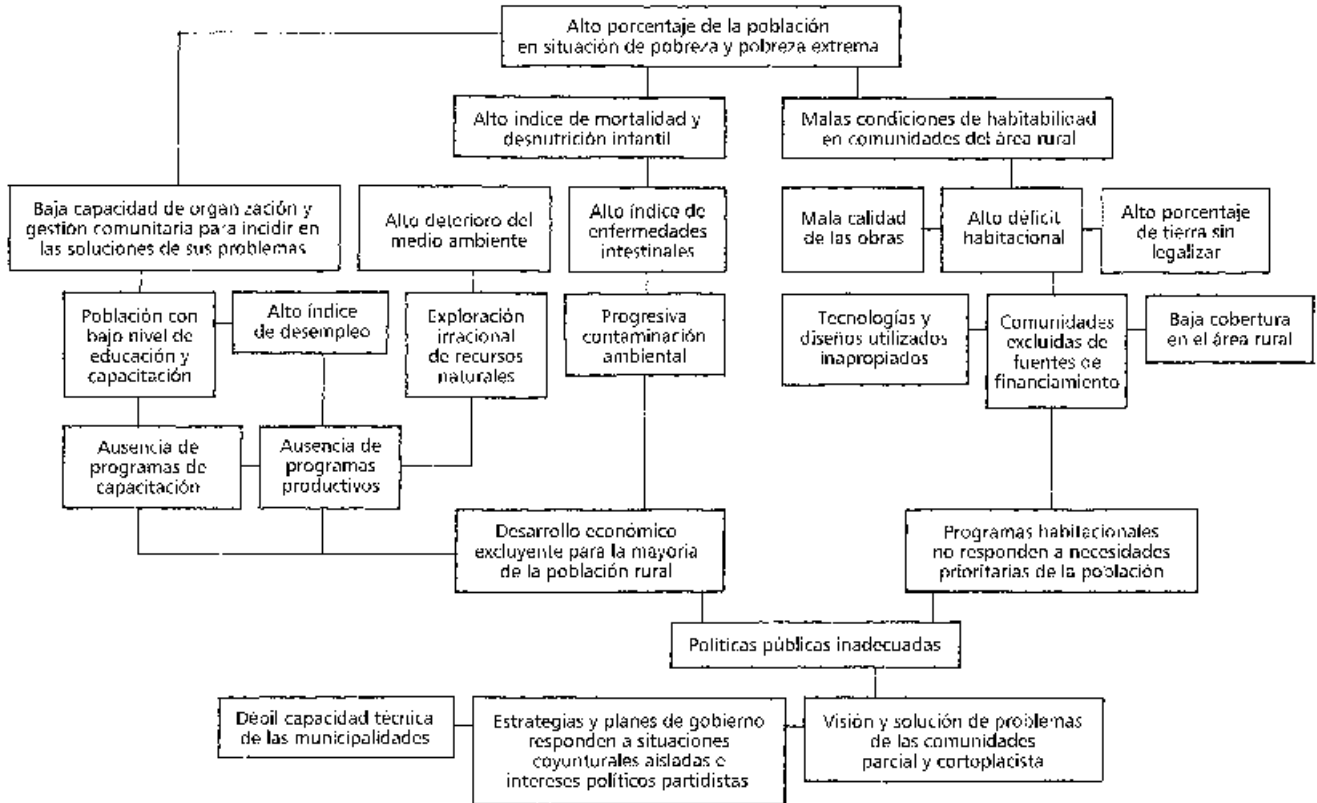 Alto porcentaje de la población
en situación de pobreza y pobreza extrema
Alto índice de mortalidad y
desnutrición infantil
Malas condiciones de habitabilidad
en comunidades del área rural
Baja capacidad de organización y
gestión comunitaria para incidir en
las soluciones de sus problemas
Alto deterioro del
medio ambiente
Alto índice de
enfermedades
intestinales
Mala calidad
de las obras
Alto déficit
habitacional
Alto porcentaje
de tierra sin
legalizar
Población con
bajo nivel de
educación y
capacitación
Alto índice
de desempleo
Exploración
irracional
de recursos
naturales
Progresiva
contaminación
ambiental
Tecnologías y
diseños utilizados
inapropiados
Comunidades
excluidas de
fuentes de
financiamiento
Baja cobertura
en el área rural
Ausencia de
programas de
capacitación
Ausencia de
programas
productivos
Desarrollo económico
excluyente para la mayoría
de la población rural
Programas habitacionales
no responden a necesidades
prioritarias de la población
Políticas públicas inadecuadas
Débil capacidad técnica
de las municipalidades
Estrategias y planes de gobierno
responden a situaciones
coyunturales aisladas e
intereses políticos partidistas
Visión y solución de problemas
de las comunidades
parcial y cortoplacista